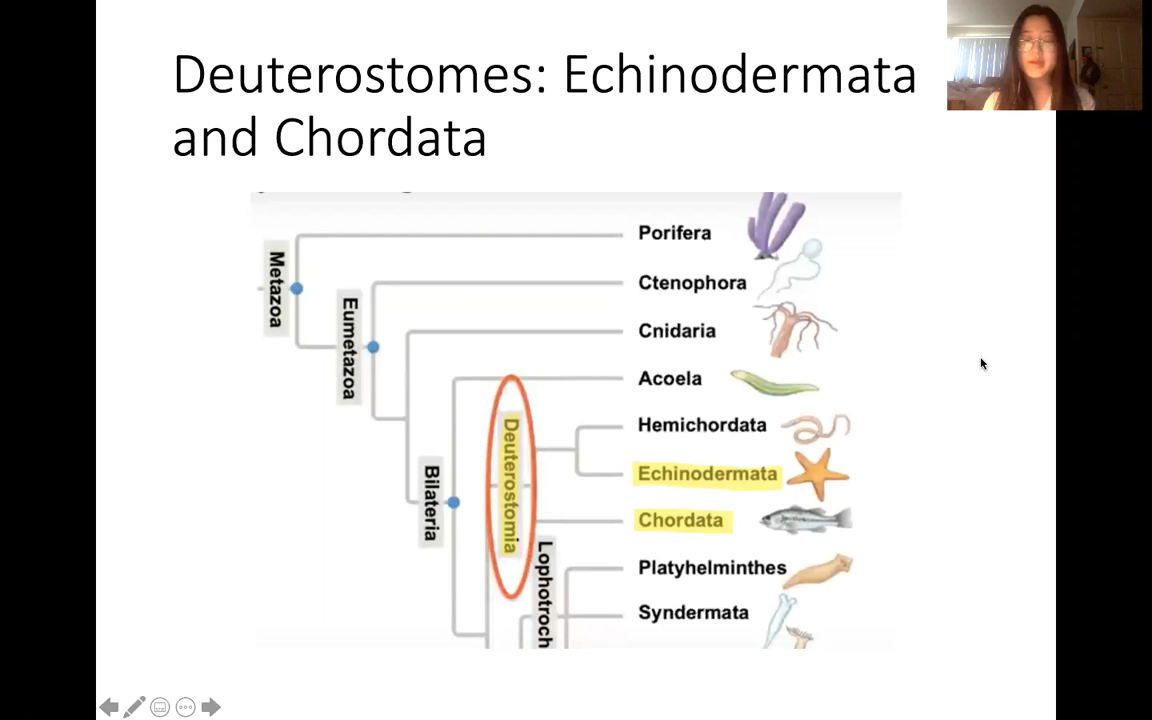 Deuterostomes: Echinodermata
and Chordata
Metazoa
Eumetazoa
Bilateria
Deuterostomia
Lophotroch
Porifera
Ctenophora
Cnidaria
Acoela
Hemichordata
Echinodermata
Chordata
Platyhelminthes
Syndermata